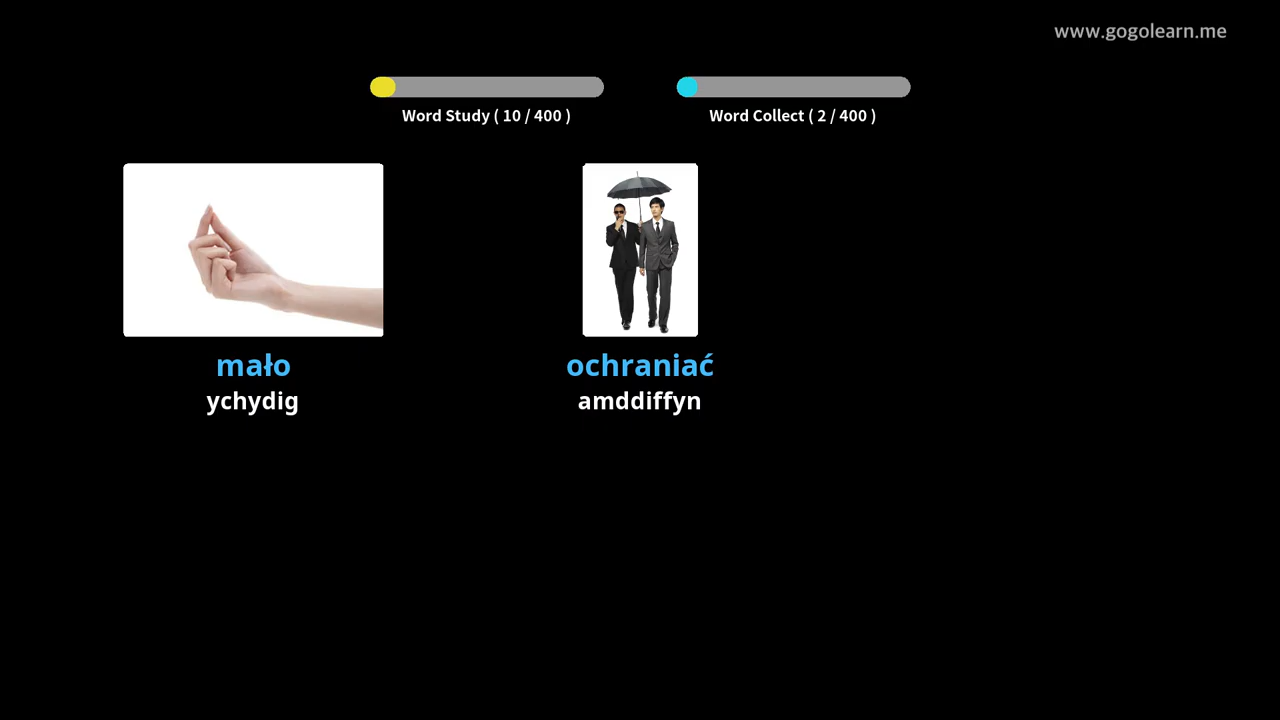 www.gogolearn.me
Word Study ( 10 / 400 )
Word Collect ( 2 / 400 )
mało
ychydig
ochraniać
amddiffyn